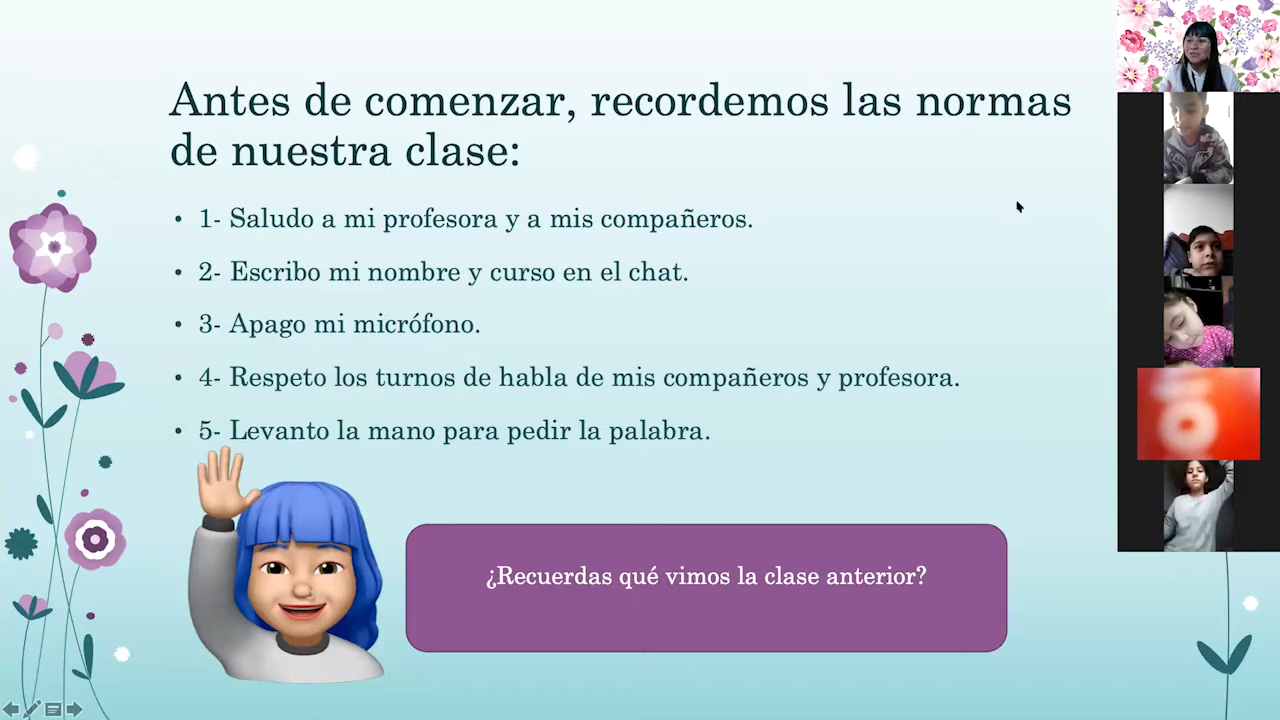 Antes de comenzar, recordemos las normas
de nuestra clase:
• 1- Saludo a mi profesora y a mis compañeros.
• 2- Escribo mi nombre y curso en el chat.
• 3- Apago mi micrófono.
• 4- Respeto los turnos de habla de mis compañeros y profesora.
• 5- Levanto la mano para pedir la palabra.
¿Recuerdas qué vimos la clase anterior?